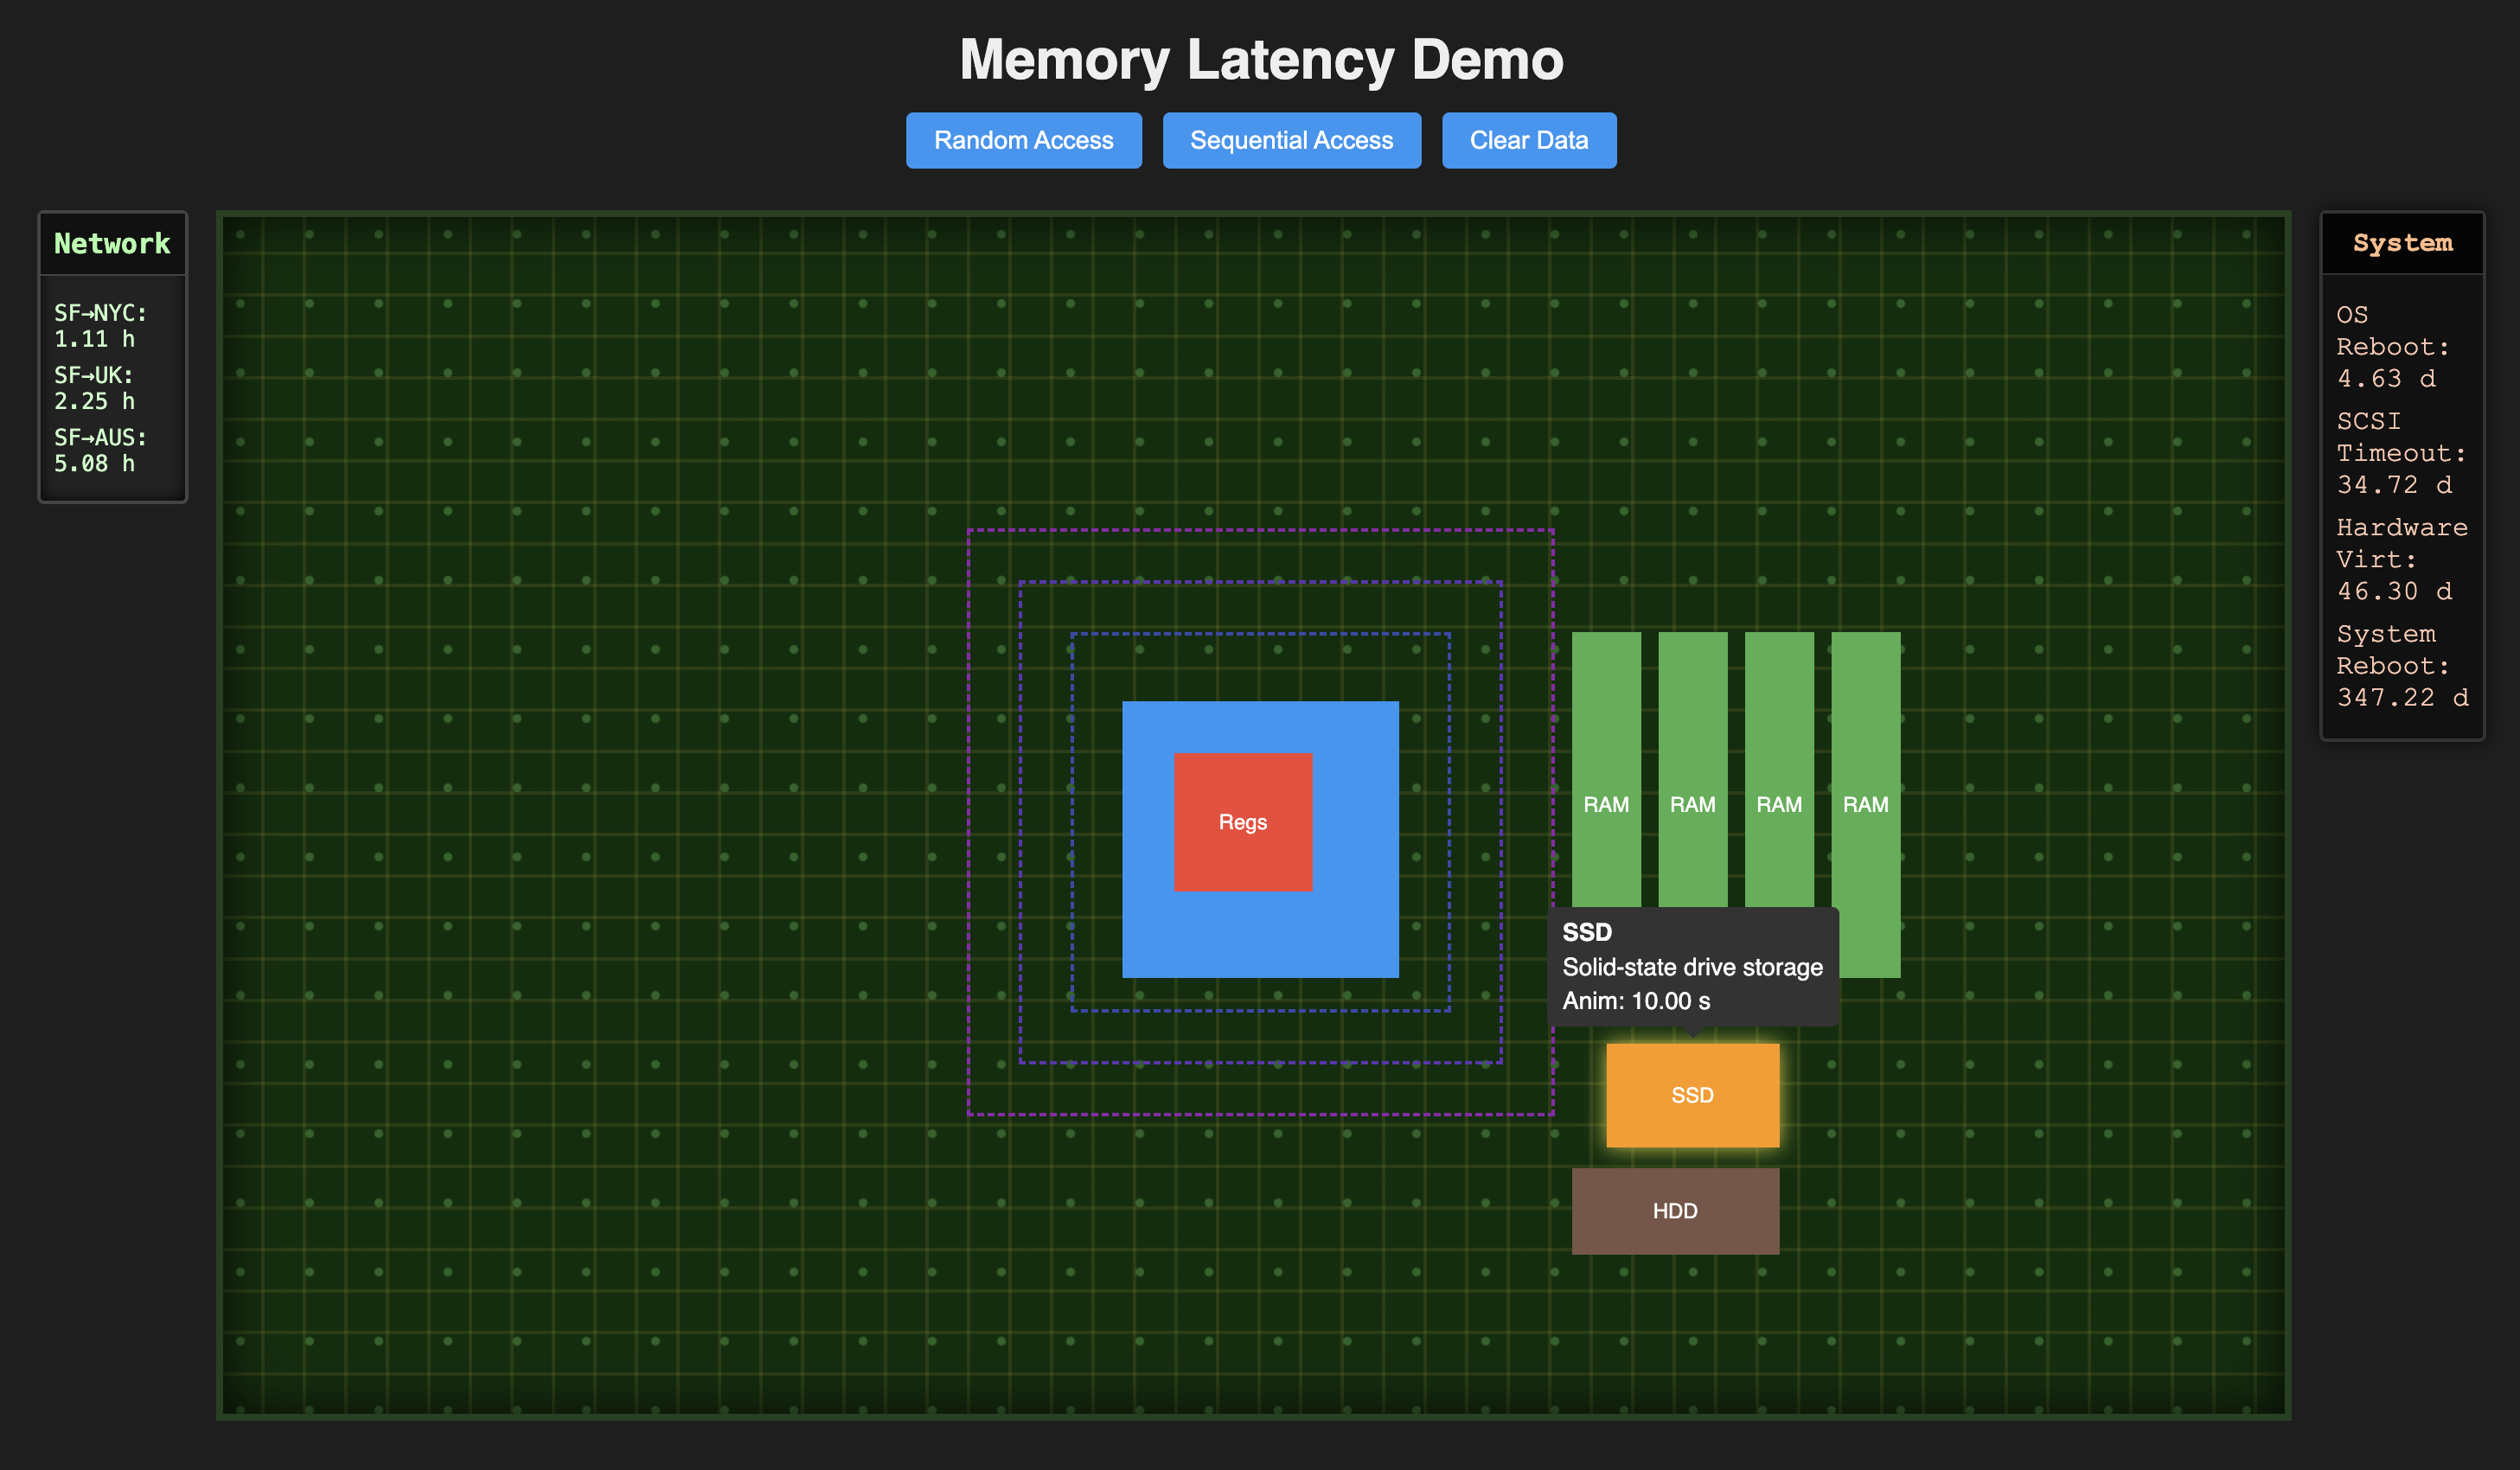 Memory Latency Demo
Random Access
Sequential Access
Clear Data
Network
SF→NYC:
1.11 h
SF→UK:
2.25 h
SF→AUS:
5.08 h
System
OS
Reboot:
4.63 d
SCSI
Timeout:
34.72 d
Hardware
Virt:
46.30 d
System
Reboot:
347.22 d
Regs
RAM
RAM
RAM
RAM
SSD
Solid-state drive storage
Anim: 10.00 s
SSD
HDD